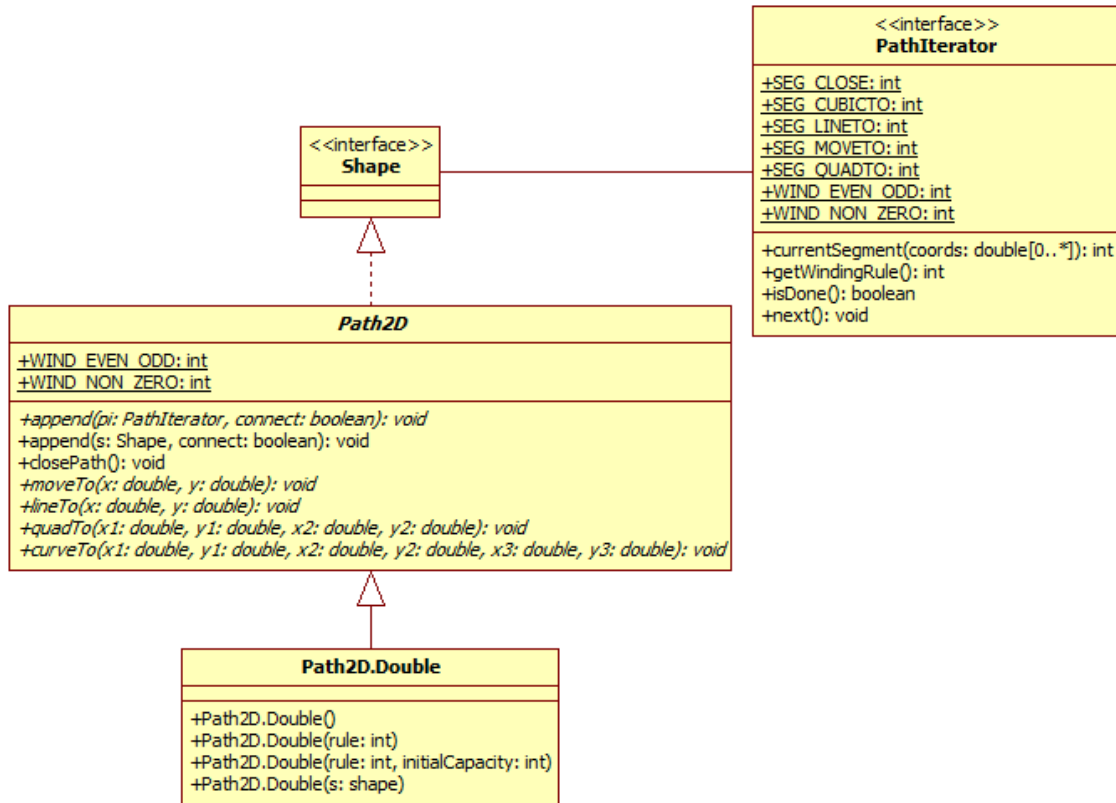 <<interface>>
PathIterator
+SEG_CLOSE: int
+SEG_CUBICTO: int
+SEG_LINETO: int
+SEG_MOVETO: int
+SEG_QUADTO: int
+WIND_EVEN_ODD: int
+WIND_NON_ZERO: int
+currentSegment(coords: double[0..*]): int
+getWindingRule(): int
+isDone(): boolean
+next(): void
<<interface>>
Shape
Path2D
+WIND_EVEN_ODD: int
+WIND_NON_ZERO: int
+append(pi: PathIterator, connect: boolean): void
+append(s: Shape, connect: boolean): void
+closePath(): void
+moveTo(x: double, y: double): void
+lineTo(x: double, y: double): void
+quadTo(x1: double, y1: double, x2: double, y2: double): void
+curveTo(x1: double, y1: double, x2: double, y2: double, x3: double, y3: double): void
Path2D.Double
+Path2D.Double()
+Path2D.Double(rule: int)
+Path2D.Double(rule: int, initialCapacity: int)
+Path2D.Double(s: shape)